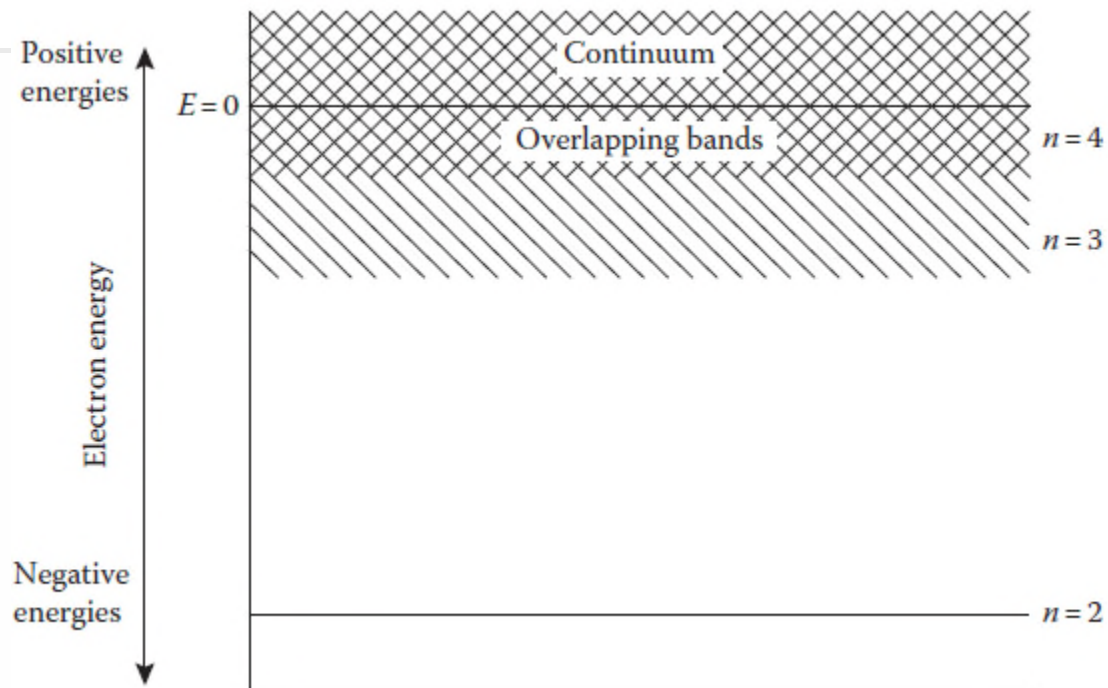 Positive
energies
Continuum
E = 0
Overlapping bands
n = 4
n = 3
Electron energy
Negative
energies
n = 2